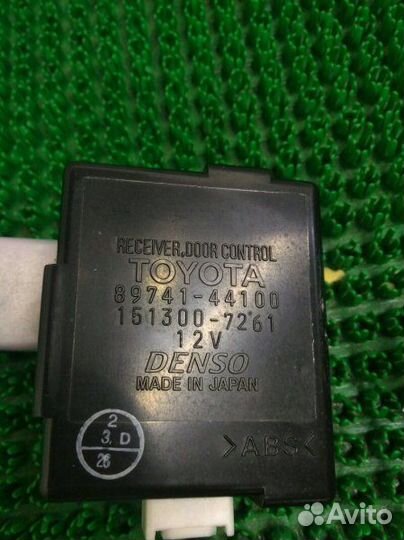 RECEIVER,DOOR CONTROL
TOYOTA
89741-44100
151300-7261
12V
DENSO
MADE IN JAPAN
2
3. D
26
>ABS<
Avito